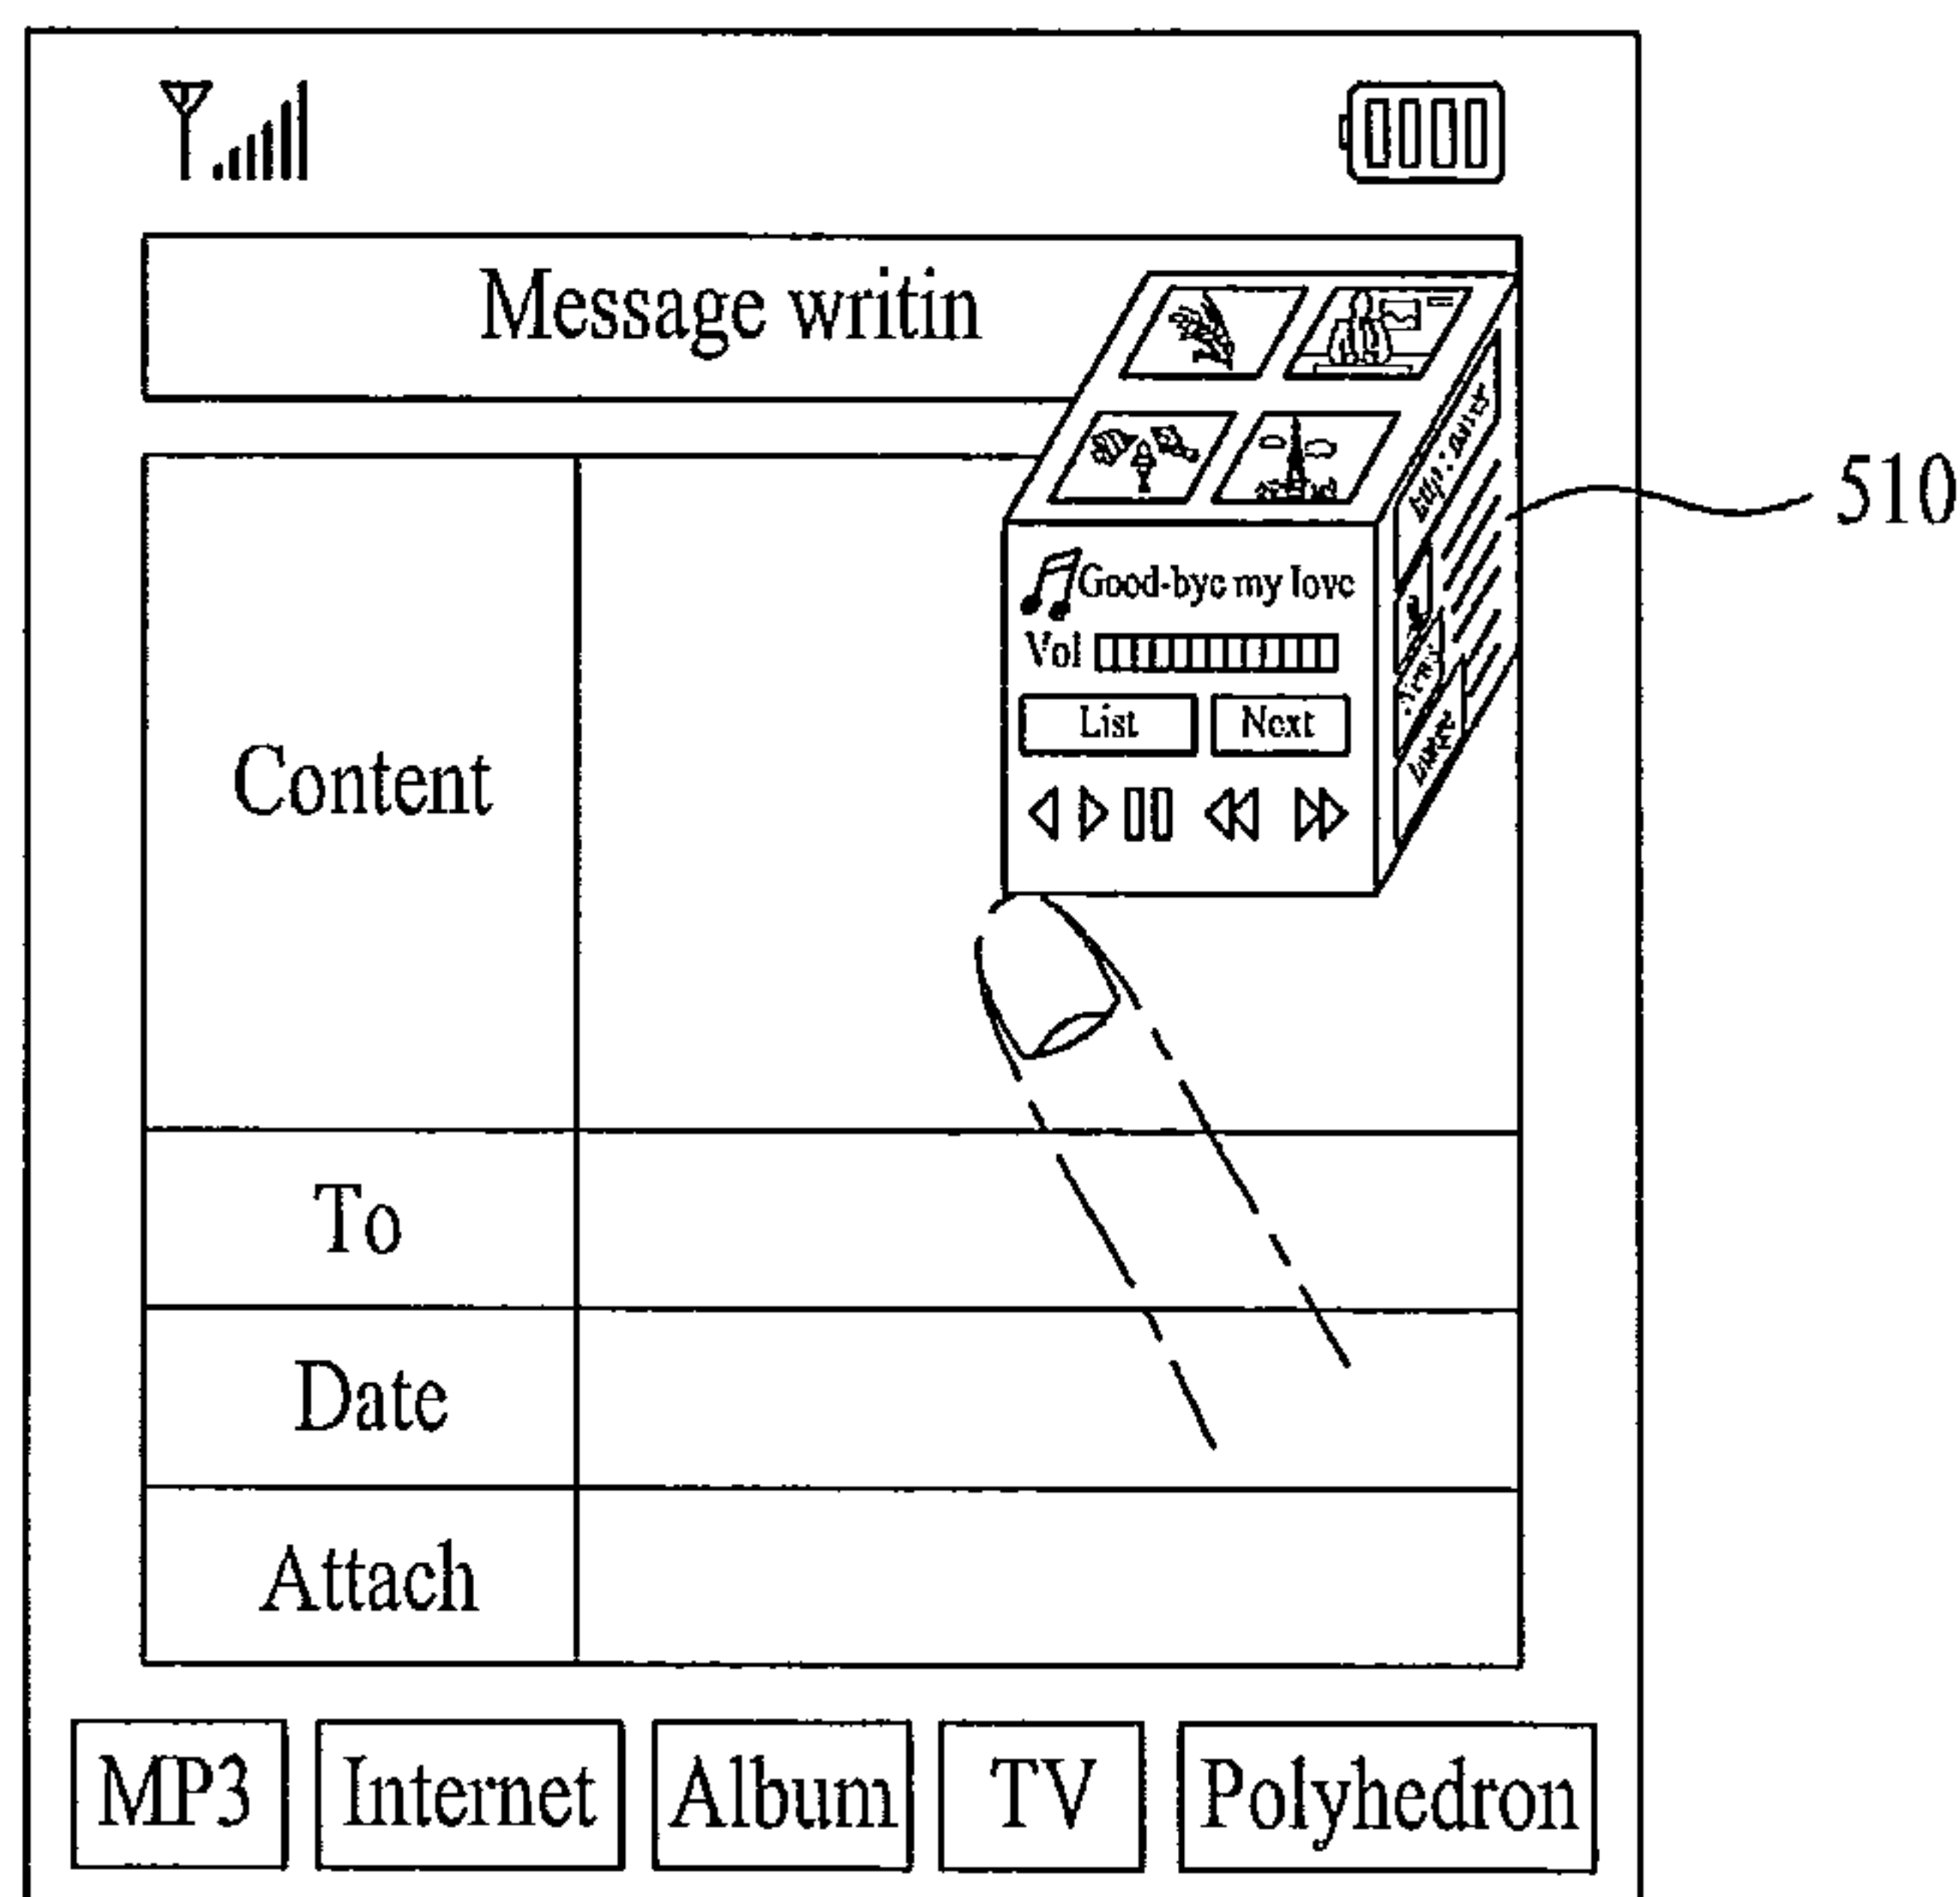 Message writin
510
Good-bye my love
Vol
List Next
Content
To
Date
Attach
MP3 Internet Album TV Polyhedron